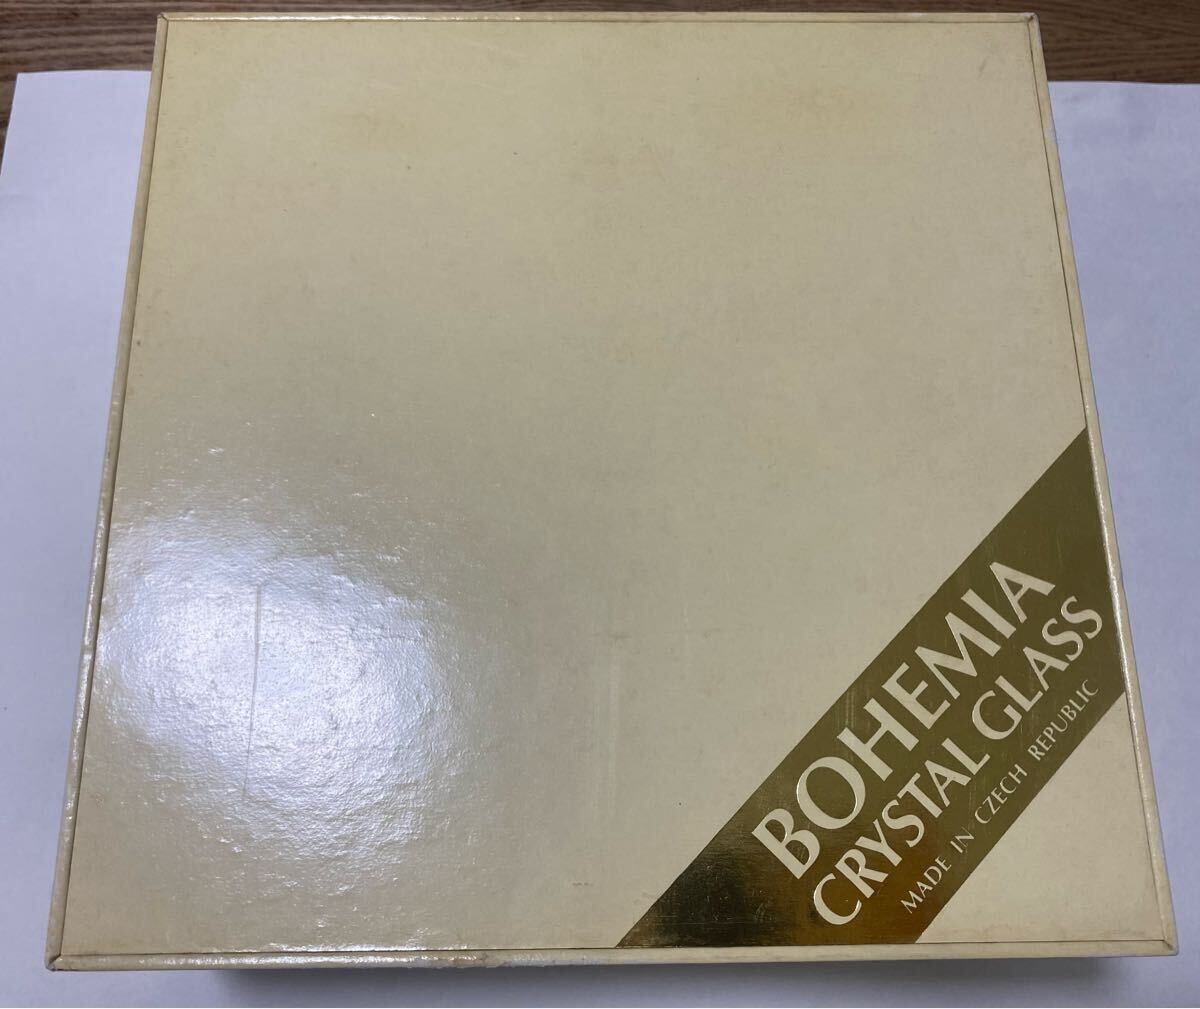 BOHEMIA
CRYSTAL GLASS
MADE IN CZECH REPUBLIC